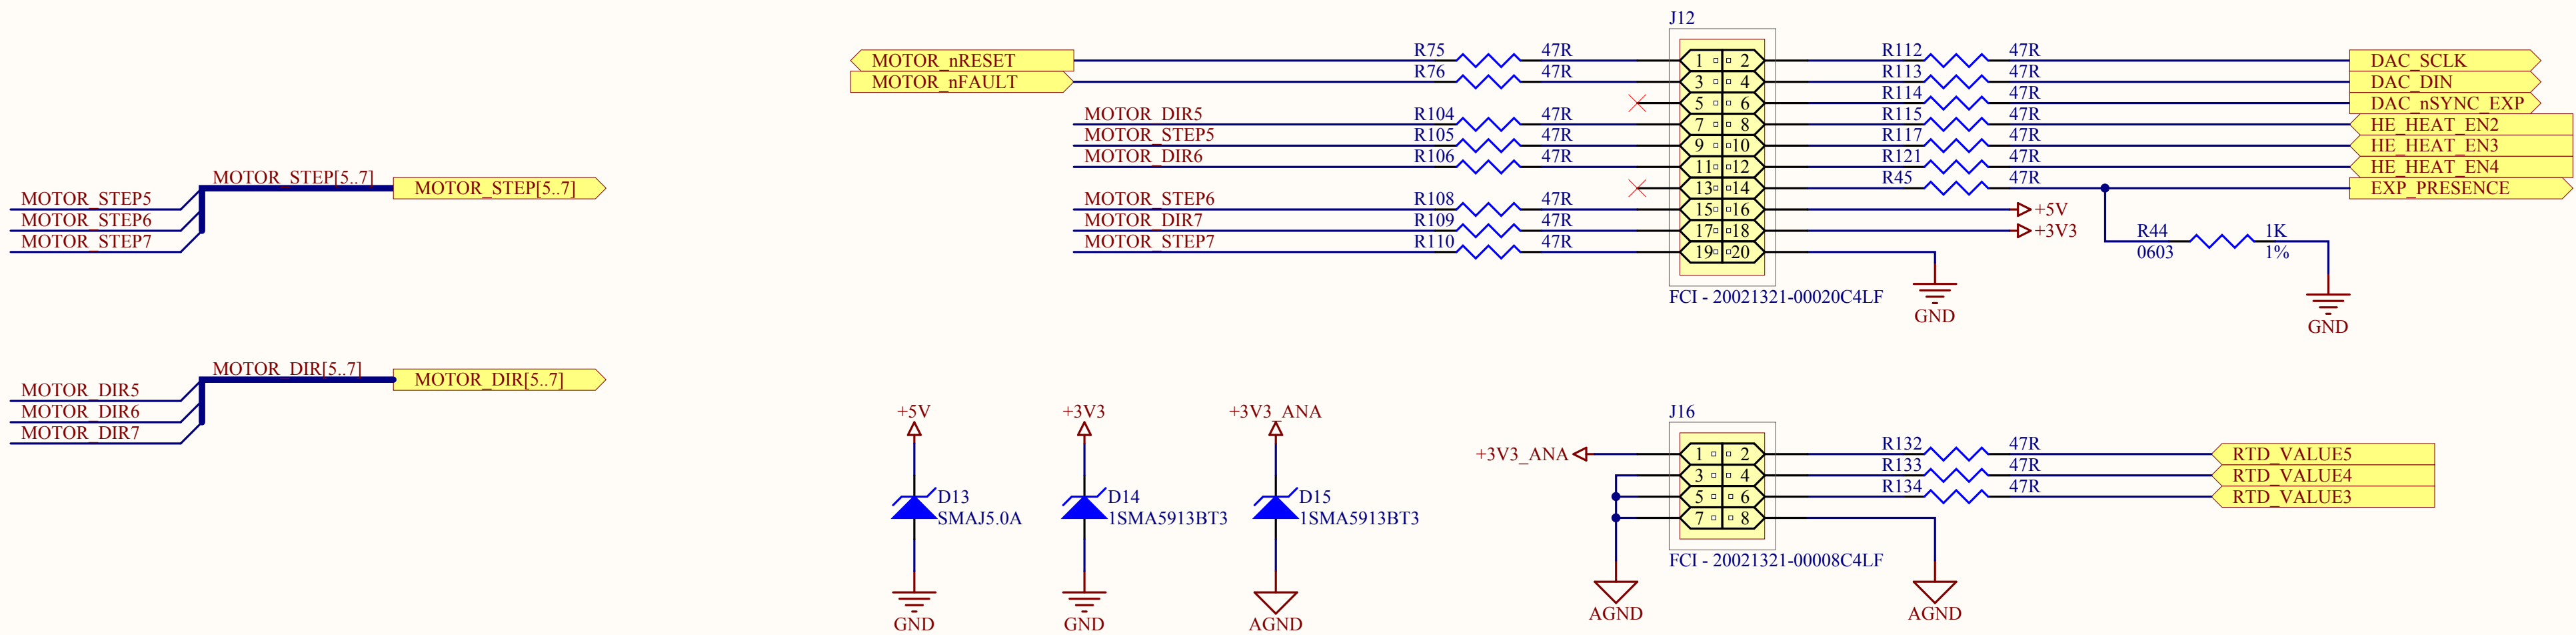 J12
MOTOR_nRESET R75 47R 1 2 R112 47R DAC_SCLK
MOTOR_nFAULT R76 47R 3 4 R113 47R DAC_DIN
5 6 R114 47R DAC_nSYNC_EXP
MOTOR_DIR5 R104 47R 7 8 R115 47R HE_HEAT_EN2
MOTOR_STEP5 R105 47R 9 10 R117 47R HE_HEAT_EN3
MOTOR_DIR6 R106 47R 11 12 R121 47R HE_HEAT_EN4
13 14 R45 47R EXP_PRESENCE
MOTOR_STEP6 R108 47R 15 16 +5V
MOTOR_DIR7 R109 47R 17 18 +3V3
MOTOR_STEP7 R110 47R 19 20
R44 1K
0603 1%
FCI - 20021321-00020C4LF
GND
GND
MOTOR_STEP[5..7] MOTOR_STEP[5..7]
MOTOR_STEP5
MOTOR_STEP6
MOTOR_STEP7
MOTOR_DIR[5..7] MOTOR_DIR[5..7]
MOTOR_DIR5
MOTOR_DIR6
MOTOR_DIR7
+5V
D13
SMAJ5.0A
GND
+3V3
D14
1SMA5913BT3
GND
+3V3_ANA
D15
1SMA5913BT3
AGND
J16
+3V3_ANA 1 2 R132 47R RTD_VALUE5
3 4 R133 47R RTD_VALUE4
5 6 R134 47R RTD_VALUE3
7 8
FCI - 20021321-00008C4LF
AGND AGND